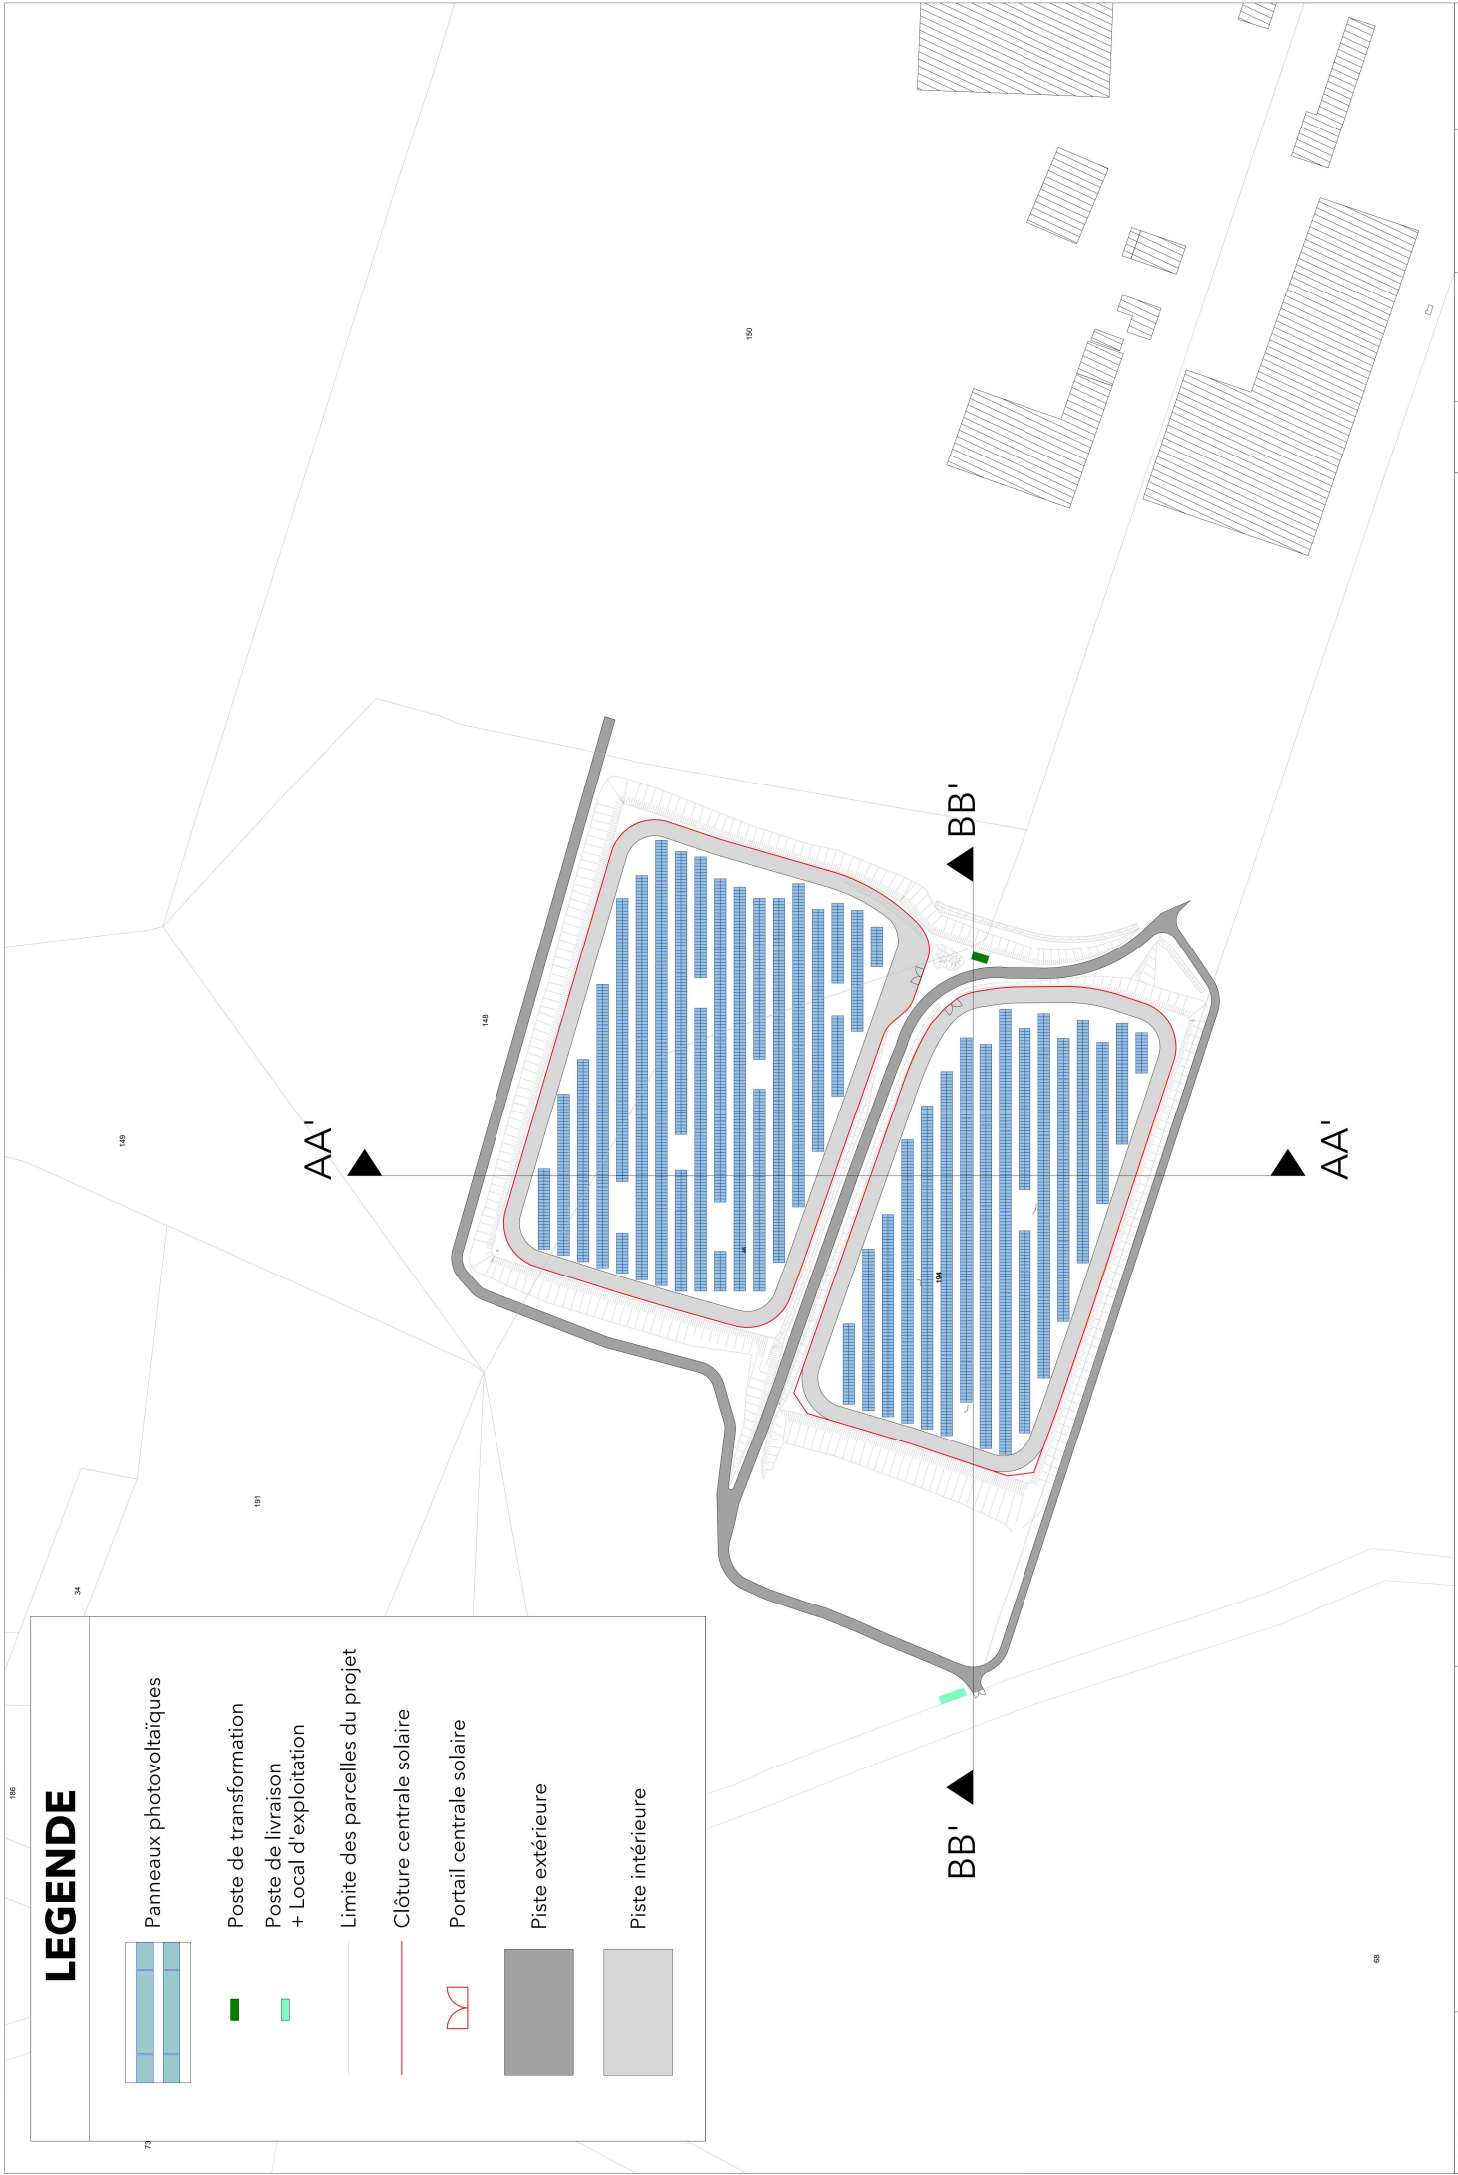 LEGENDE
Panneaux photovoltaïques
Poste de transformation
Poste de livraison
+ Local d'exploitation
Limite des parcelles du projet
Clôture centrale solaire
Portail centrale solaire
Piste extérieure
Piste intérieure
AA'
AA'
BB'
BB'
150
148
149
191
34
186
73
194
68